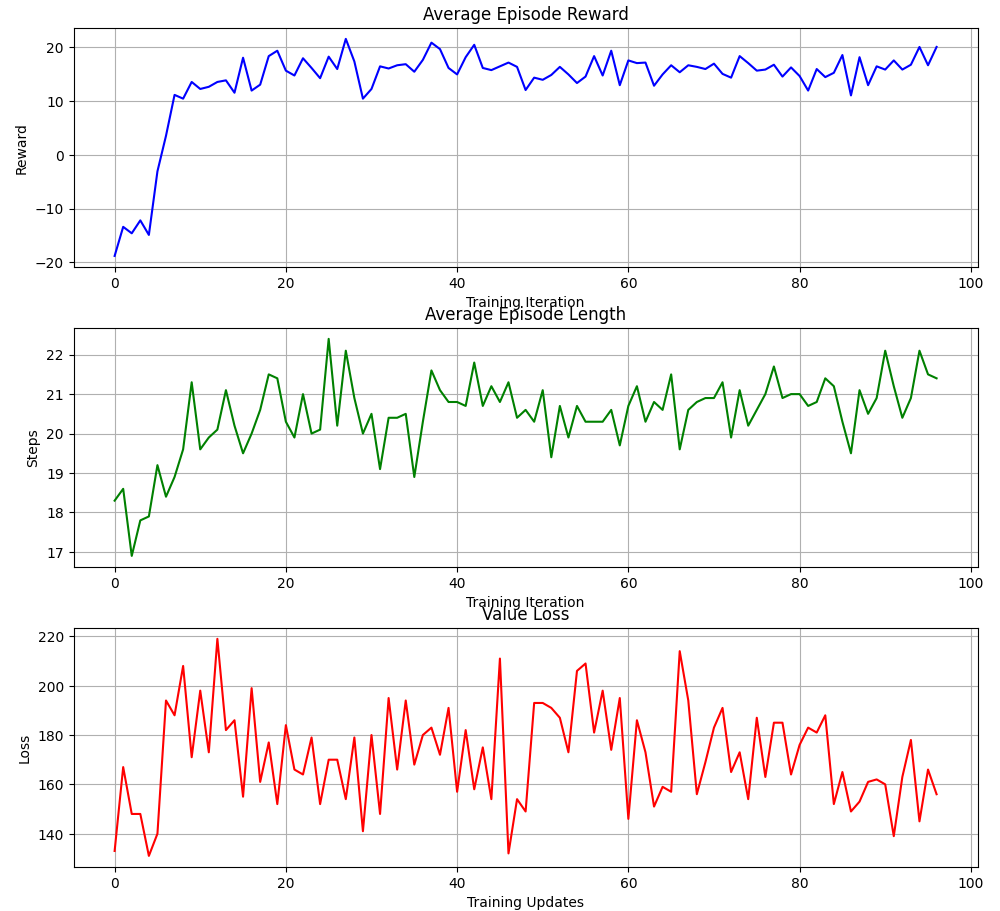 Average Episode Reward
20
10
0
−10
−20
Reward
0 20 40 60 80 100
Training Iteration
Average Episode Length
22
21
20
19
18
17
Steps
0 20 40 60 80 100
Training Iteration
Value Loss
220
200
180
160
140
Loss
0 20 40 60 80 100
Training Updates